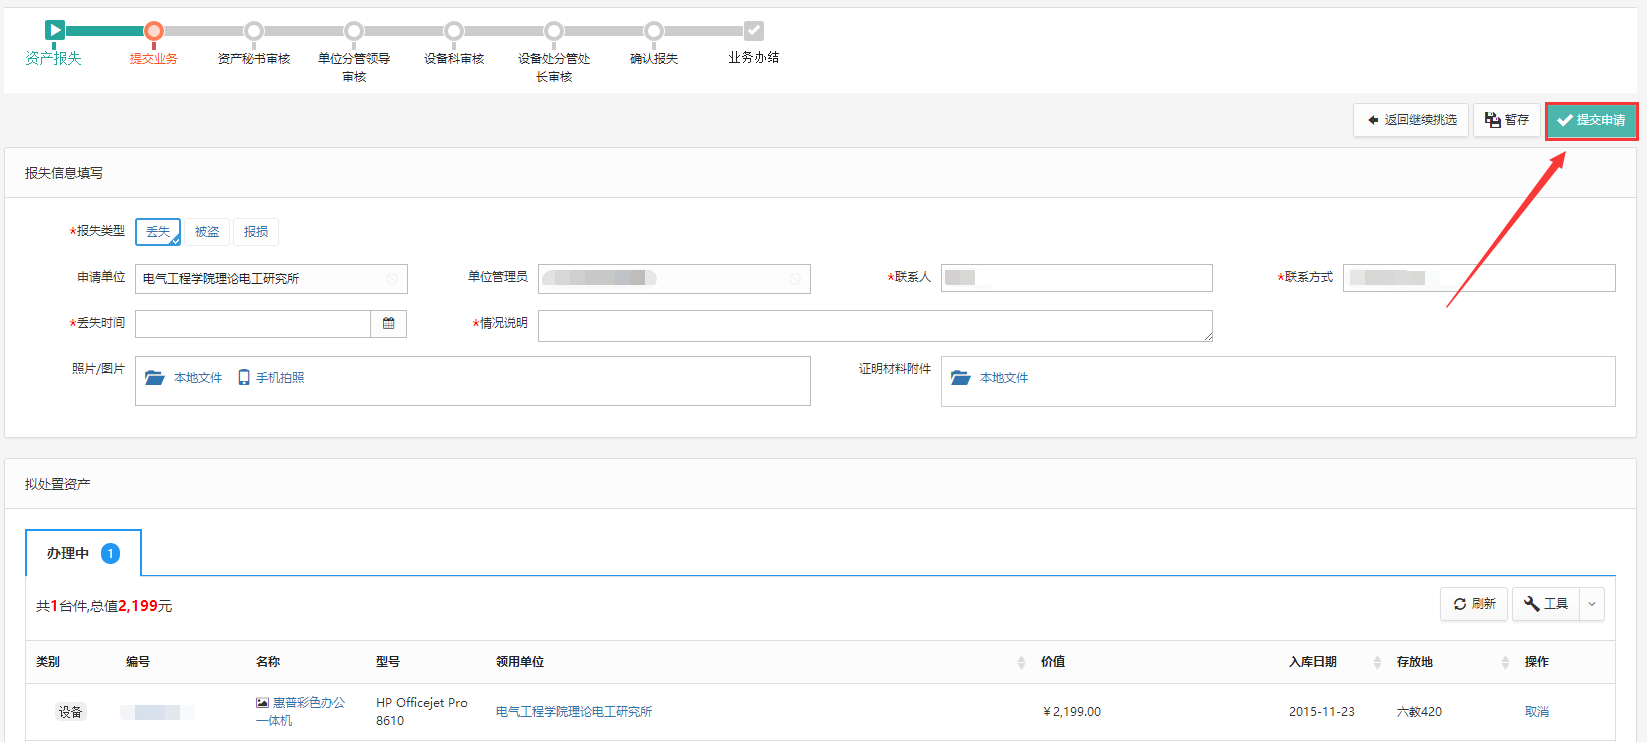 资产报失
提交业务
资产秘书审核
单位分管领导
审核
设备科审核
设备处分管处
长审核
确认报失
业务办结
返回继续挑选
暂存
提交申请
报失信息填写
*报失类型
丢失
被盗
报损
申请单位
电气工程学院理论电工研究所
单位管理员
*联系人
*联系方式
*丢失时间
*情况说明
照片/图片
本地文件
手机拍照
证明材料附件
本地文件
拟处置资产
办理中 1
共1台件,总值2,199元
刷新
工具
类别
编号
名称
型号
领用单位
价值
入库日期
存放地
操作
设备
惠普彩色办公
一体机
HP Officejet Pro
8610
电气工程学院理论电工研究所
￥2,199.00
2015-11-23
六教420
取消